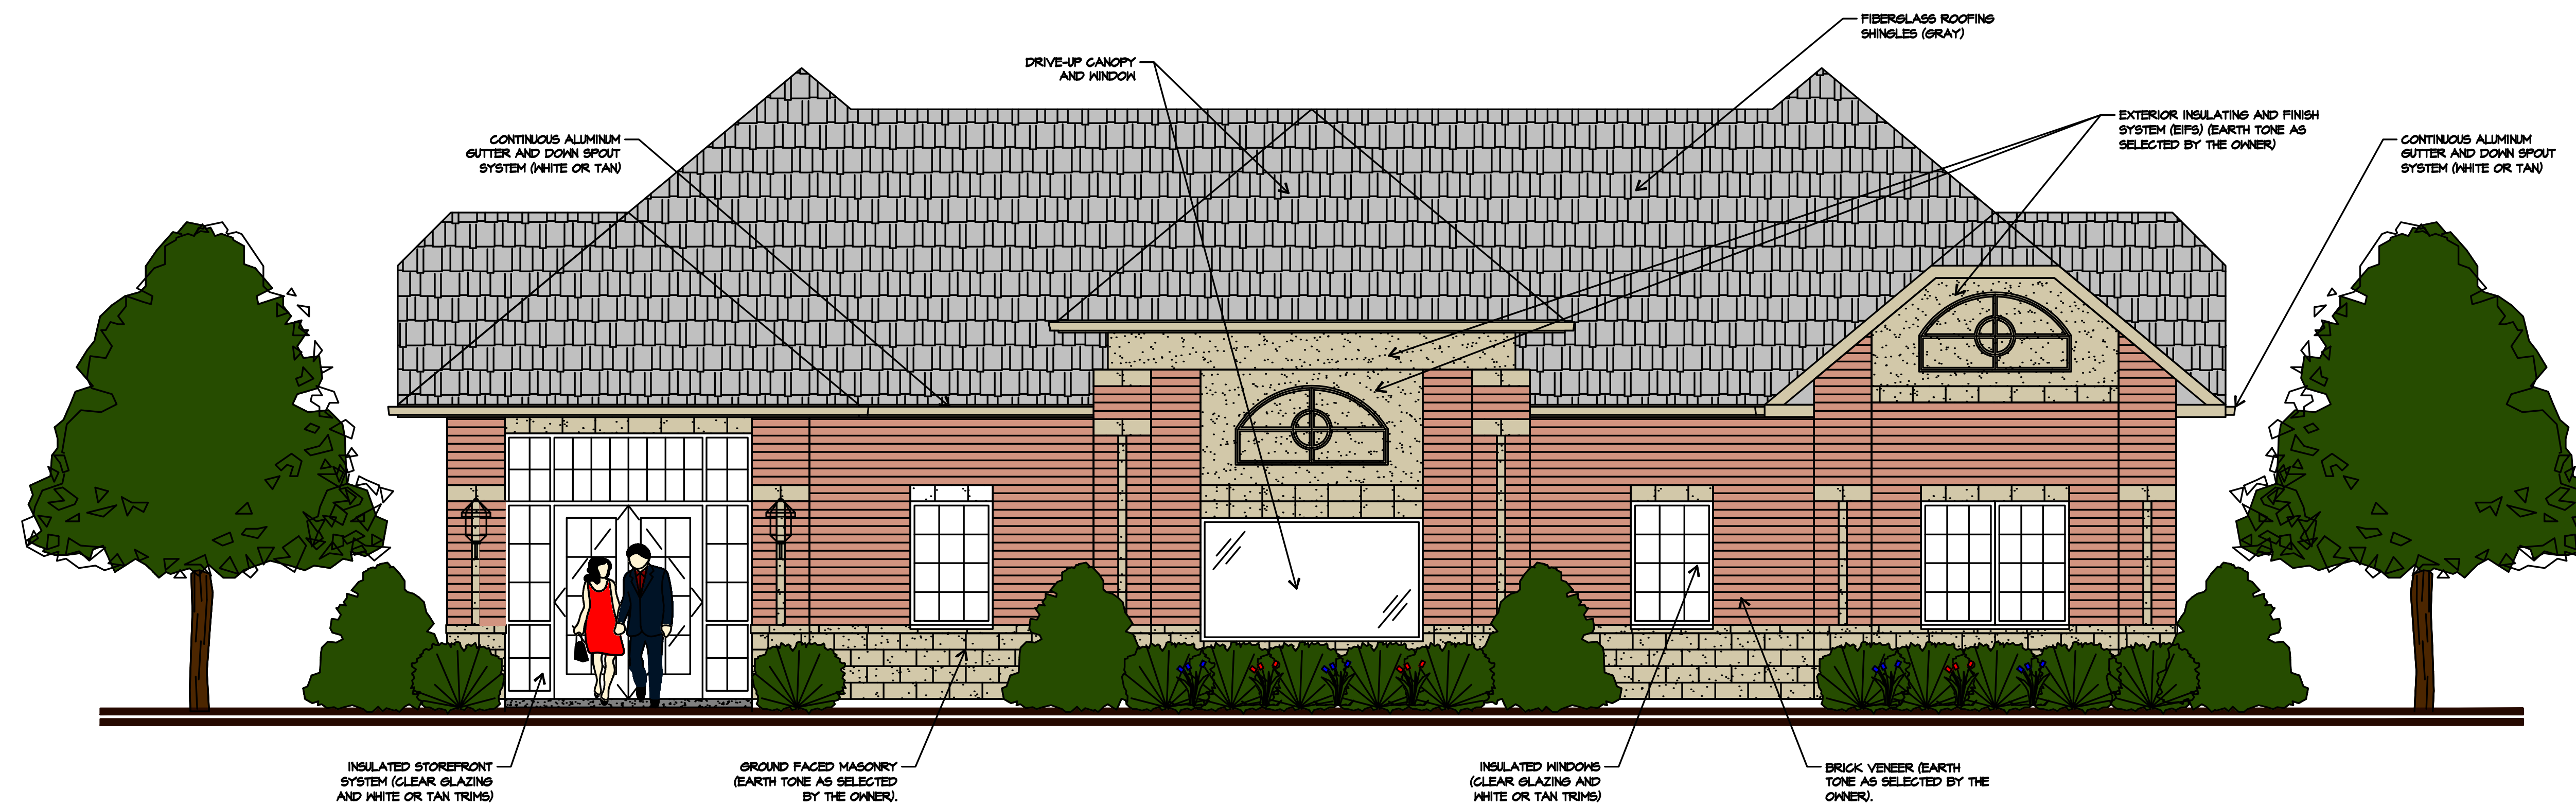 FIBERGLASS ROOFING
SHINGLES (GRAY)
DRIVE-UP CANOPY
AND WINDOW
EXTERIOR INSULATING AND FINISH
SYSTEM (EIFS) (EARTH TONE AS
SELECTED BY THE OWNER)
CONTINUOUS ALUMINUM
GUTTER AND DOWN SPOUT
SYSTEM (WHITE OR TAN)
CONTINUOUS ALUMINUM
GUTTER AND DOWN SPOUT
SYSTEM (WHITE OR TAN)
INSULATED STOREFRONT
SYSTEM (CLEAR GLAZING
AND WHITE OR TAN TRIMS)
GROUND FACED MASONRY
(EARTH TONE AS SELECTED
BY THE OWNER).
INSULATED WINDOWS
(CLEAR GLAZING AND
WHITE OR TAN TRIMS)
BRICK VENEER (EARTH
TONE AS SELECTED BY THE
OWNER).